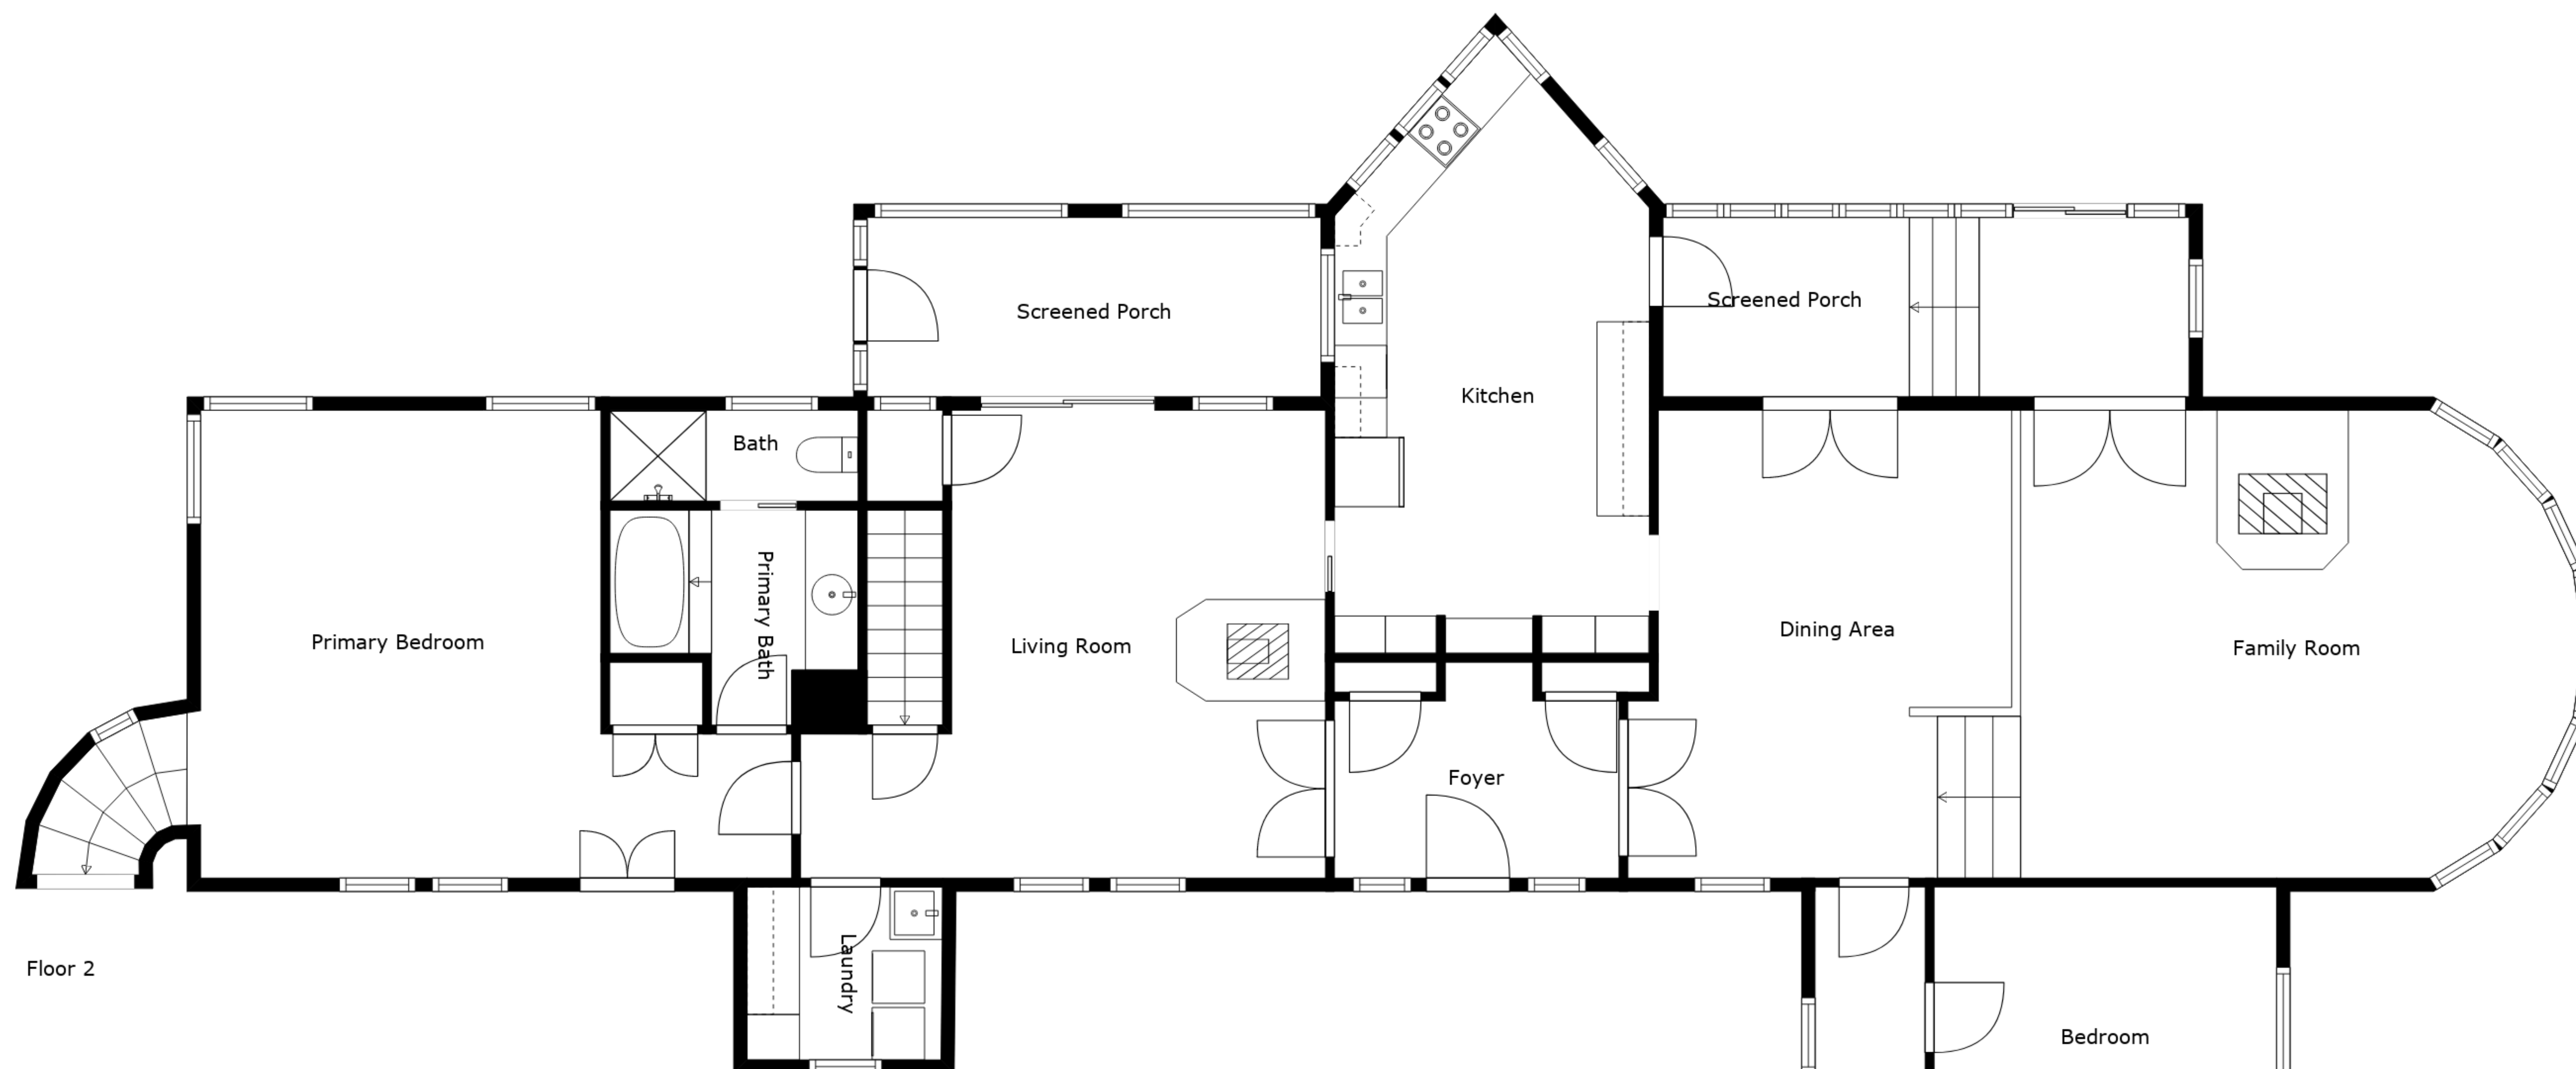 Screened Porch
Screened Porch
Kitchen
Bath
Primary Bath
Primary Bedroom
Living Room
Dining Area
Family Room
Foyer
Laundry
Floor 2
Bedroom